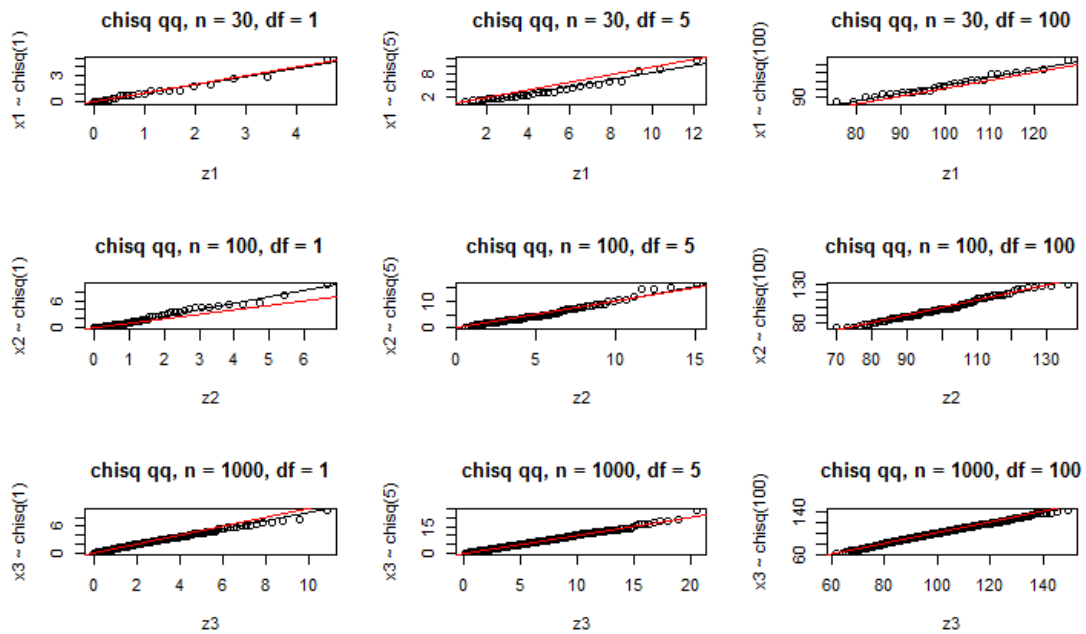 chisq qq, n = 30, df = 1
x1 ~ chisq(1)
0 3
0 1 2 3 4
z1
chisq qq, n = 30, df = 5
x1 ~ chisq(5)
2 8
2 4 6 8 10 12
z1
chisq qq, n = 30, df = 100
x1 ~ chisq(100)
90
80 90 100 110 120
z1
chisq qq, n = 100, df = 1
x2 ~ chisq(1)
0 6
0 1 2 3 4 5 6
z2
chisq qq, n = 100, df = 5
x2 ~ chisq(5)
0 10
0 5 10 15
z2
chisq qq, n = 100, df = 100
x2 ~ chisq(100)
80 130
70 80 90 110 130
z2
chisq qq, n = 1000, df = 1
x3 ~ chisq(1)
0 6
0 2 4 6 8 10
z3
chisq qq, n = 1000, df = 5
x3 ~ chisq(5)
0 15
0 5 10 15 20
z3
chisq qq, n = 1000, df = 100
x3 ~ chisq(100)
60 140
60 80 100 120 140
z3